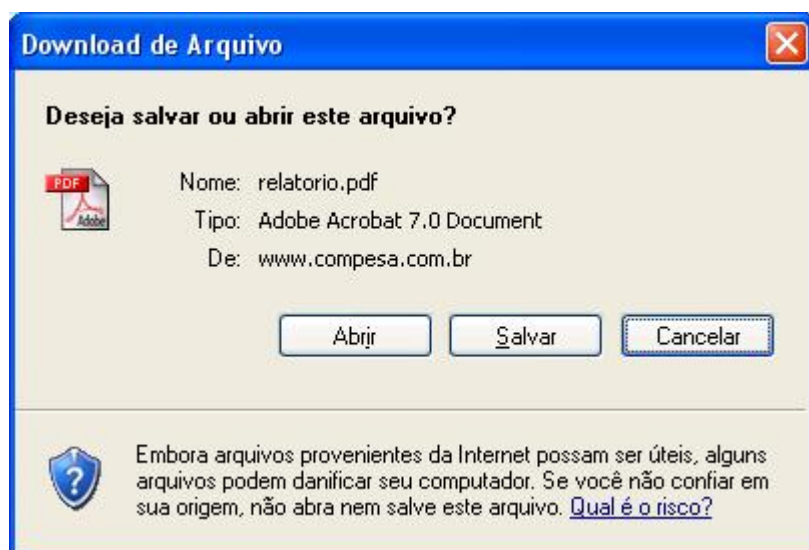 Download de Arquivo
Deseja salvar ou abrir este arquivo?
PDF
Adobe
Nome: relatorio.pdf
Tipo: Adobe Acrobat 7.0 Document
De: www.compesa.com.br
Abrir Salvar Cancelar
Embora arquivos provenientes da Internet possam ser úteis, alguns
arquivos podem danificar seu computador. Se você não confiar em
sua origem, não abra nem salve este arquivo. Qual é o risco?